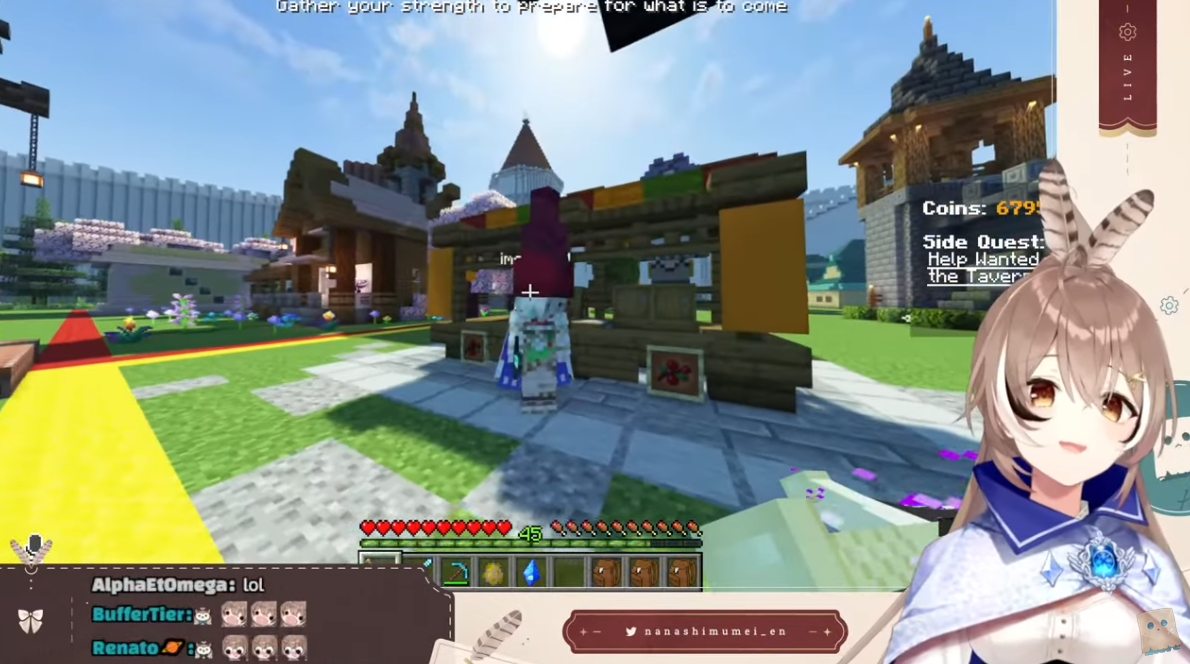 Gather your strength to prepare for what is to come
LIVE
Coins: 679
Side Quest:
Help Wanted
the Tavern
45
AlphaEtOmega: lol
BufferTier:
Renato :
nanashimumei_en